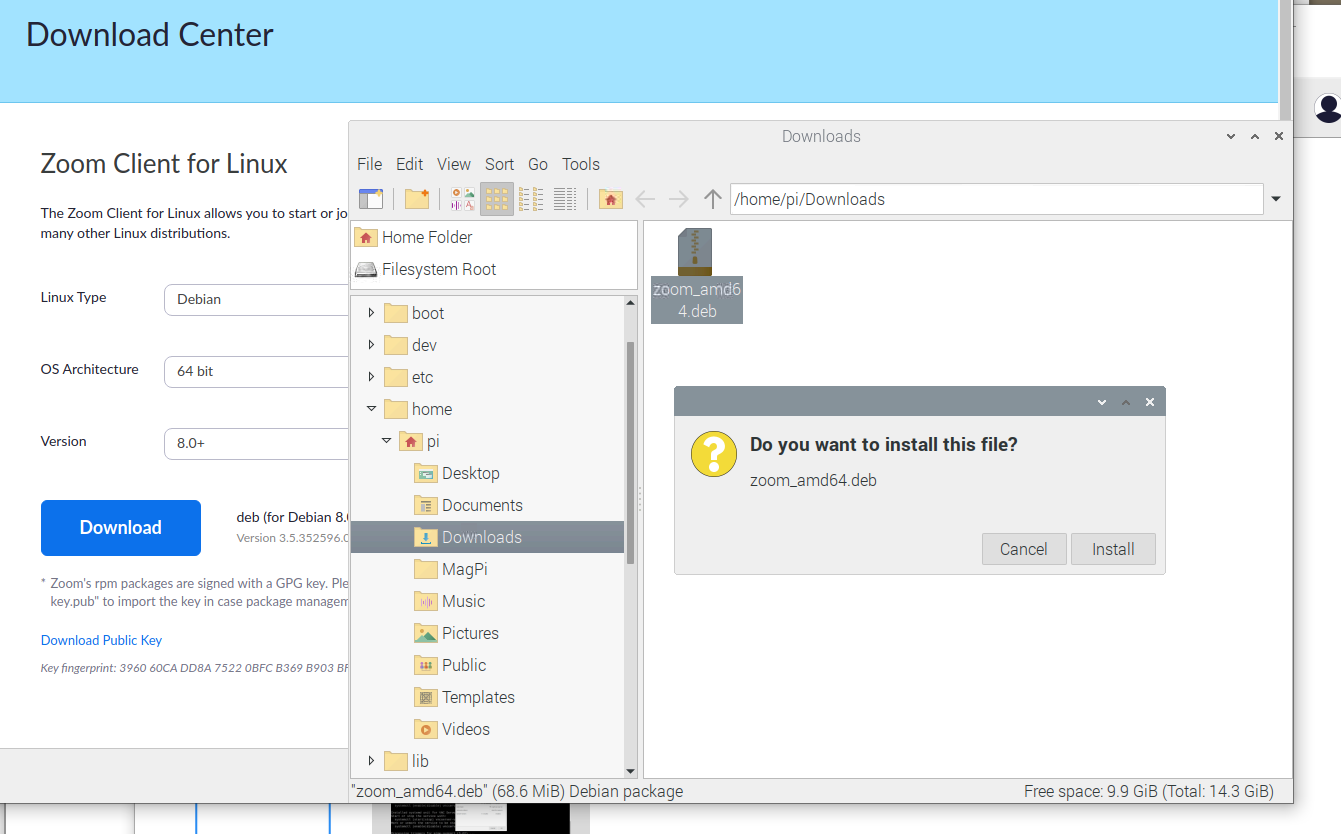 Download Center
Zoom Client for Linux
The Zoom Client for Linux allows you to start or jo
many other Linux distributions.
Linux Type
Debian
OS Architecture
64 bit
Version
8.0+
Download
deb (for Debian 8.
Version 3.5.352596.0
* Zoom's rpm packages are signed with a GPG key. Ple
key.pub" to import the key in case package managem
Download Public Key
Key fingerprint: 3960 60CA DD8A 7522 0BFC B369 B903 BF
Downloads
File Edit View Sort Go Tools
/home/pi/Downloads
Home Folder
Filesystem Root
boot
dev
etc
home
pi
Desktop
Documents
Downloads
MagPi
Music
Pictures
Public
Templates
Videos
lib
zoom_amd6
4.deb
Do you want to install this file?
zoom_amd64.deb
Cancel
Install
"zoom_amd64.deb" (68.6 MiB) Debian package
Free space: 9.9 GiB (Total: 14.3 GiB)